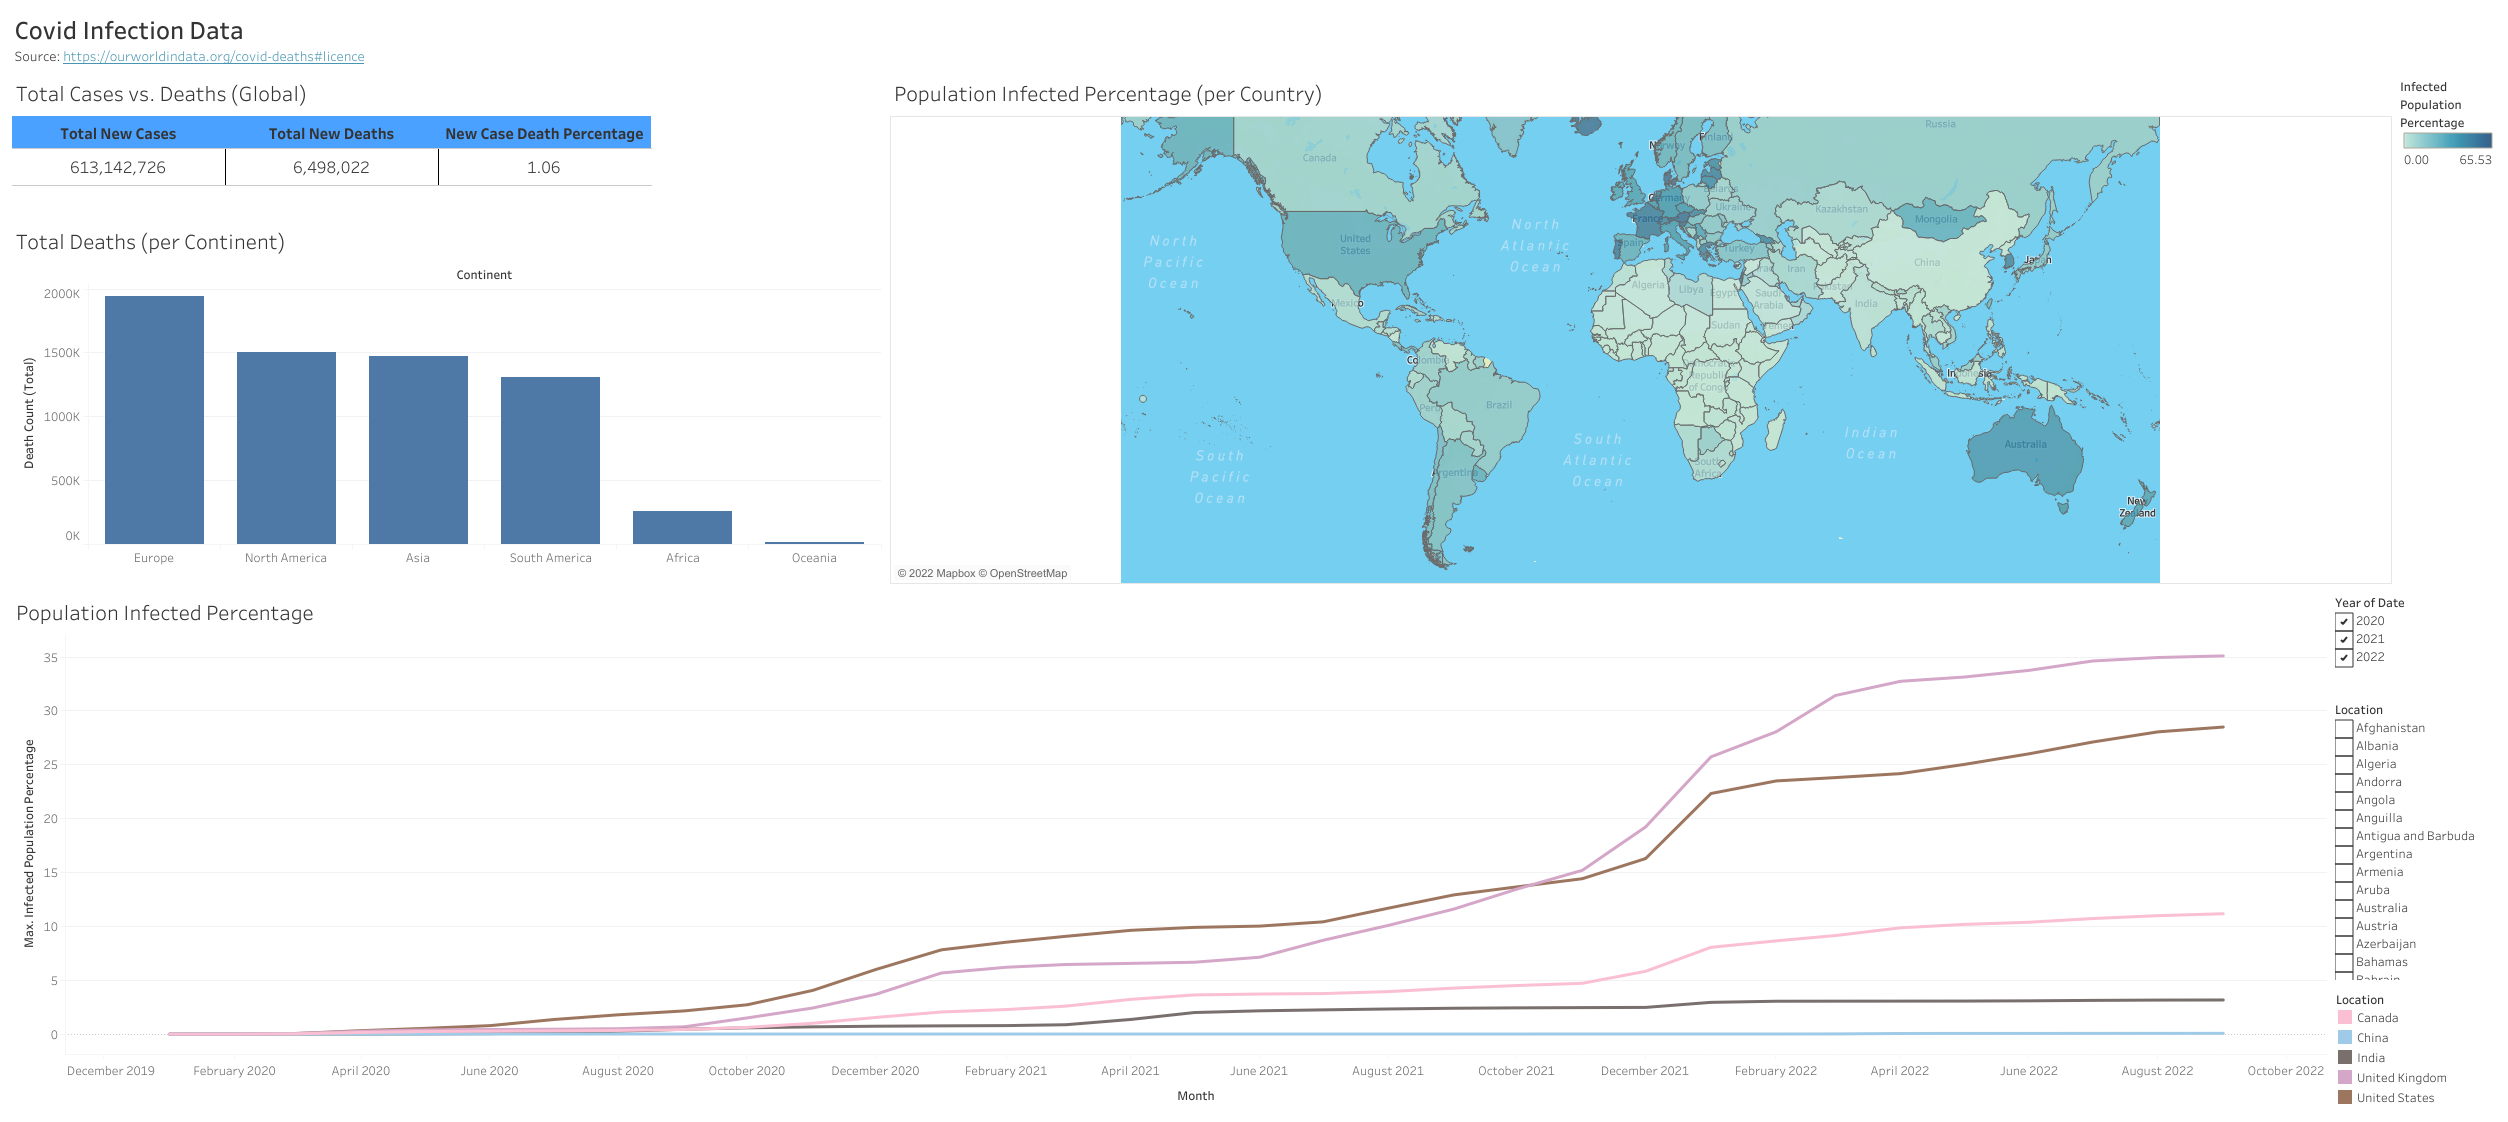 Covid Infection Data
Source: https://ourworldindata.org/covid-deaths#licence
Total Cases vs. Deaths (Global)
Total New Cases Total New Deaths New Case Death Percentage
613,142,726 6,498,022 1.06
Total Deaths (per Continent)
Continent
Death Count (Total)
2000K
1500K
1000K
500K
0K
Europe North America Asia South America Africa Oceania
Population Infected Percentage (per Country)
Russia
Canada
Finland
Norway
Belarus
Germany
Ukraine
Kazakhstan
France
Mongolia
North
Pacific
Ocean
United
States
North
Atlantic
Ocean
Spain
Turkey
China
Japan
Iraq
Iran
Algeria
Libya
Egypt
Pakistan
Saudi
Arabia
India
Mexico
Sudan
Yemen
Colombia
Democratic
Republic
of Congo
Indonesia
Peru
Brazil
South
Pacific
Ocean
South
Atlantic
Ocean
Indian
Ocean
Australia
Argentina
South
Africa
New
Zealand
© 2022 Mapbox © OpenStreetMap
Infected
Population
Percentage
0.00 65.53
Population Infected Percentage
Max. Infected Population Percentage
35
30
25
20
15
10
5
0
December 2019 February 2020 April 2020 June 2020 August 2020 October 2020 December 2020 February 2021 April 2021 June 2021 August 2021 October 2021 December 2021 February 2022 April 2022 June 2022 August 2022 October 2022
Month
Year of Date
2020
2021
2022
Location
Afghanistan
Albania
Algeria
Andorra
Angola
Anguilla
Antigua and Barbuda
Argentina
Armenia
Aruba
Australia
Austria
Azerbaijan
Bahamas
Bahrain
Location
Canada
China
India
United Kingdom
United States